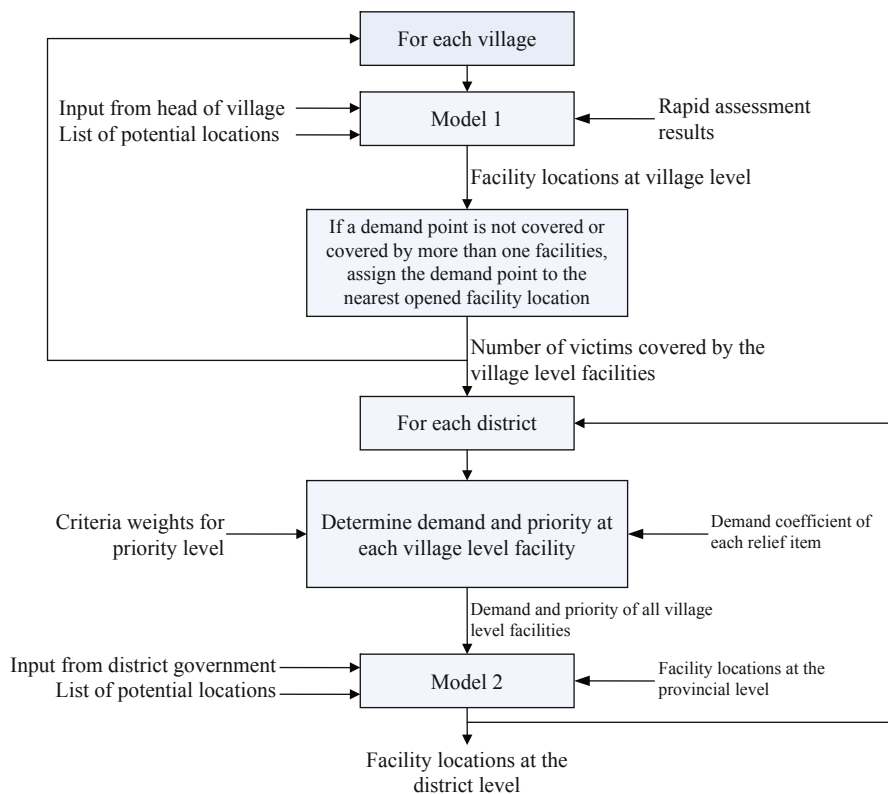 For each village
Input from head of village
List of potential locations
Model 1
Rapid assessment
results
Facility locations at village level
If a demand point is not covered or
covered by more than one facilities,
assign the demand point to the
nearest opened facility location
Number of victims covered by the
village level facilities
For each district
Criteria weights for
priority level
Determine demand and priority at
each village level facility
Demand coefficient of
each relief item
Demand and priority of all village
level facilities
Input from district government
List of potential locations
Model 2
Facility locations at the
provincial level
Facility locations at the
district level